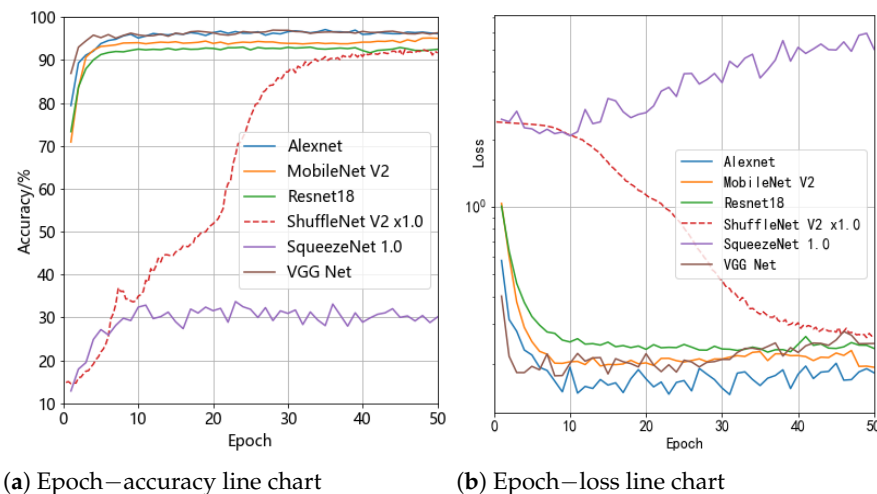 100
90
80
70
60
50
40
30
20
10
Accuracy/%
0
10
20
30
40
50
Epoch
Alexnet
MobileNet V2
Resnet18
ShuffleNet V2 x1.0
SqueezeNet 1.0
VGG Net
Loss
10⁰
0
10
20
30
40
50
Epoch
Alexnet
MobileNet V2
Resnet18
ShuffleNet V2 x1.0
SqueezeNet 1.0
VGG Net
(a) Epoch−accuracy line chart
(b) Epoch−loss line chart